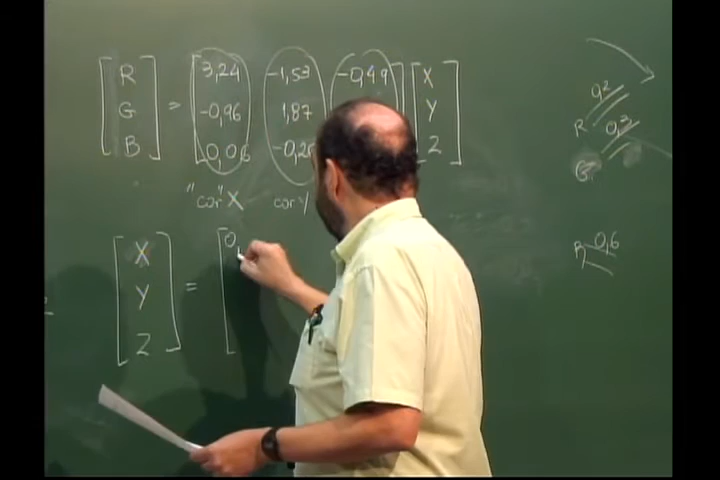 R 3,24 -1,53 -0,49 X
G = -0,96 1,87 Y
B 0,06 -0,20 Z
"cor" X cor Y
X 0,
Y =
Z
0,2
R 0,3
G
R 0,6